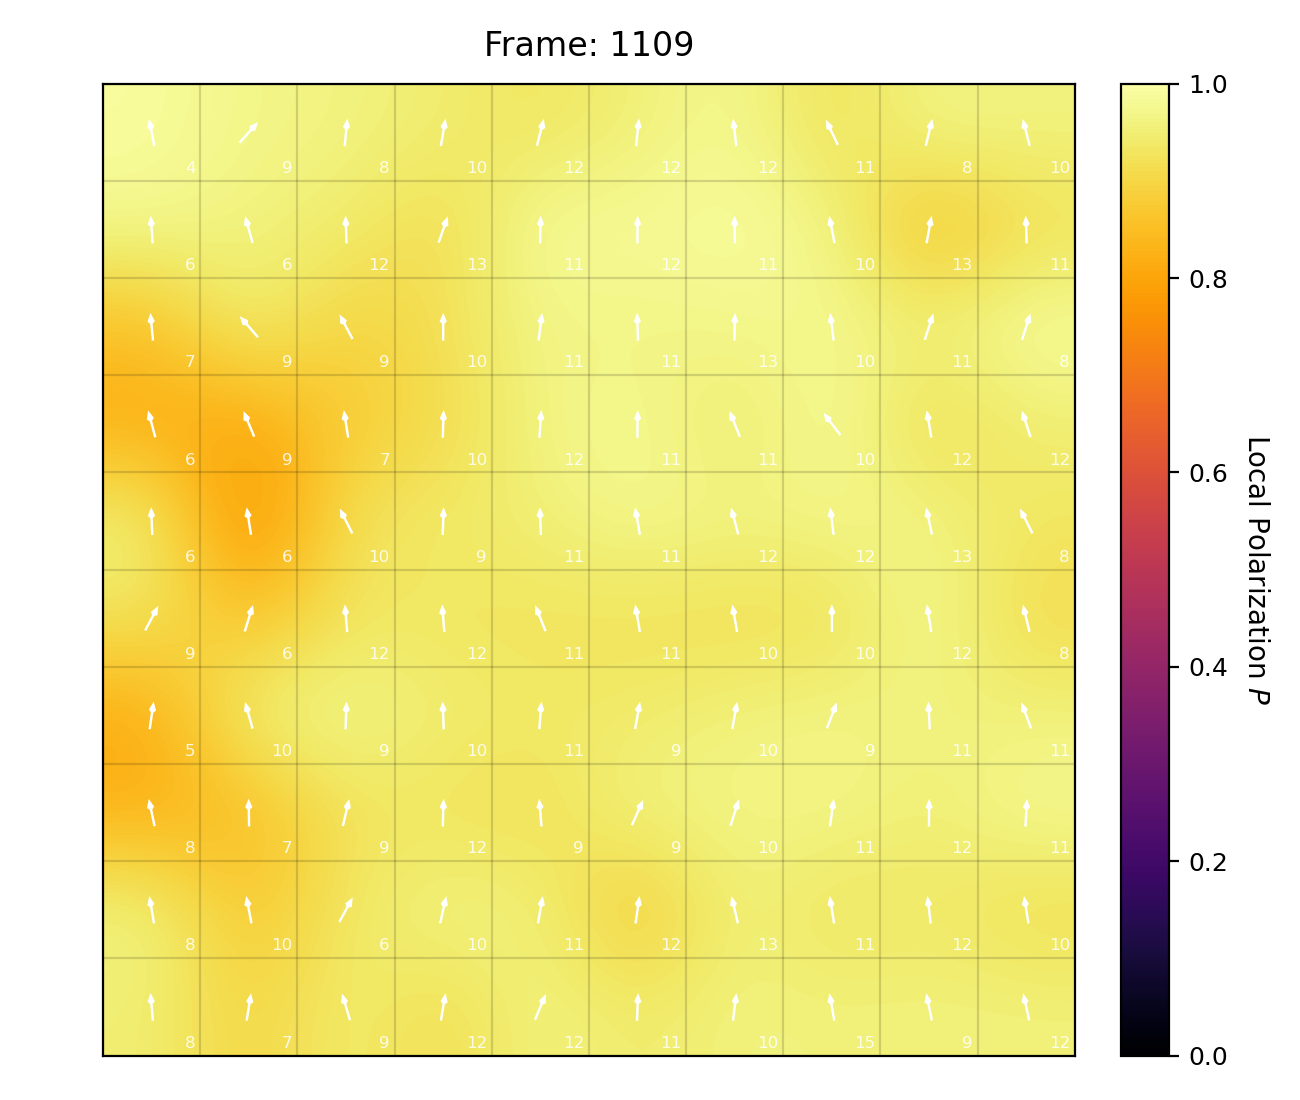 Frame: 1109
4 9 8 10 12 12 12 11 8 10
6 6 12 13 11 12 11 10 13 11
7 9 9 10 11 11 13 10 11 8
6 9 7 10 12 11 11 10 12 12
6 6 10 9 11 11 12 12 13 8
9 6 12 12 11 11 10 10 12 8
5 10 9 10 11 9 10 9 11 11
8 7 9 12 9 9 10 11 12 11
8 10 6 10 11 12 13 11 12 10
8 7 9 12 12 11 10 15 9 12
1.0
0.8
0.6
0.4
0.2
0.0
Local Polarization P